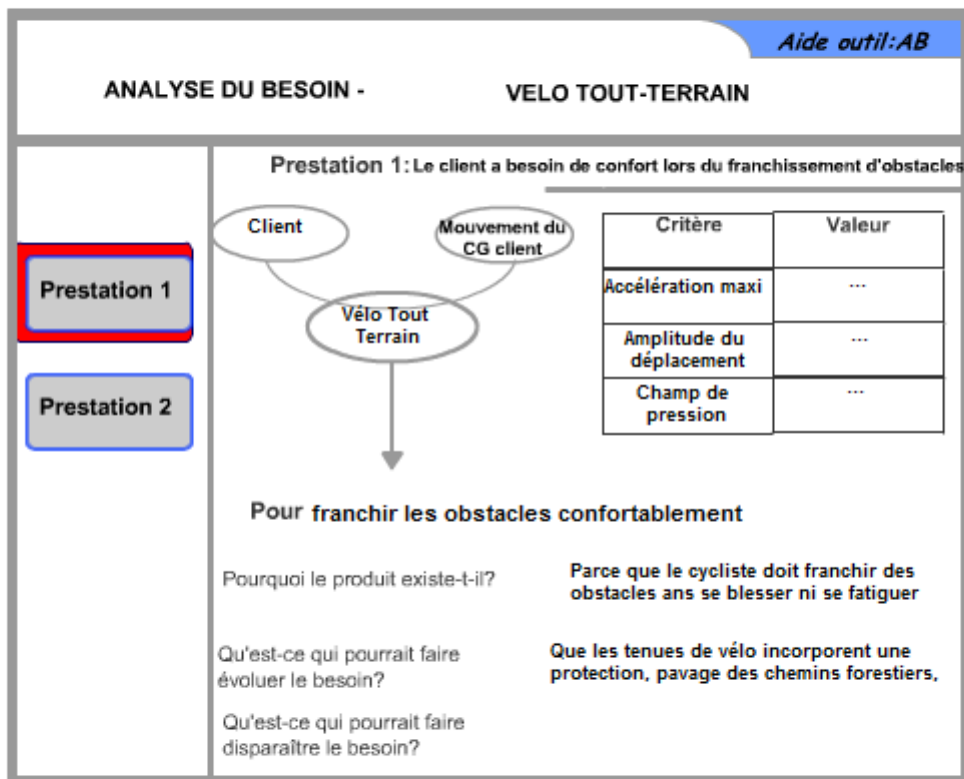 Aide outil:AB
ANALYSE DU BESOIN - VELO TOUT-TERRAIN
Prestation 1: Le client a besoin de confort lors du franchissement d'obstacles
Prestation 1
Prestation 2
Client
Mouvement du
CG client
Vélo Tout
Terrain
Critère Valeur
Accélération maxi ...
Amplitude du
déplacement ...
Champ de
pression ...
Pour franchir les obstacles confortablement
Pourquoi le produit existe-t-il?
Parce que le cycliste doit franchir des
obstacles ans se blesser ni se fatiguer
Qu'est-ce qui pourrait faire
évoluer le besoin?
Que les tenues de vélo incorporent une
protection, pavage des chemins forestiers,
Qu'est-ce qui pourrait faire
disparaître le besoin?